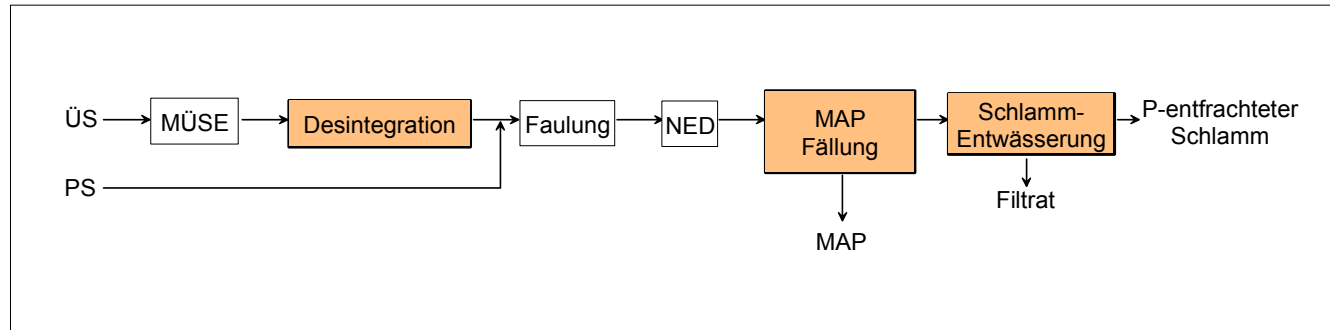 ÜS
MÜSE
Desintegration
Faulung
NED
MAP
Fällung
Schlamm-
Entwässerung
P-entfrachteter
Schlamm
PS
Filtrat
MAP